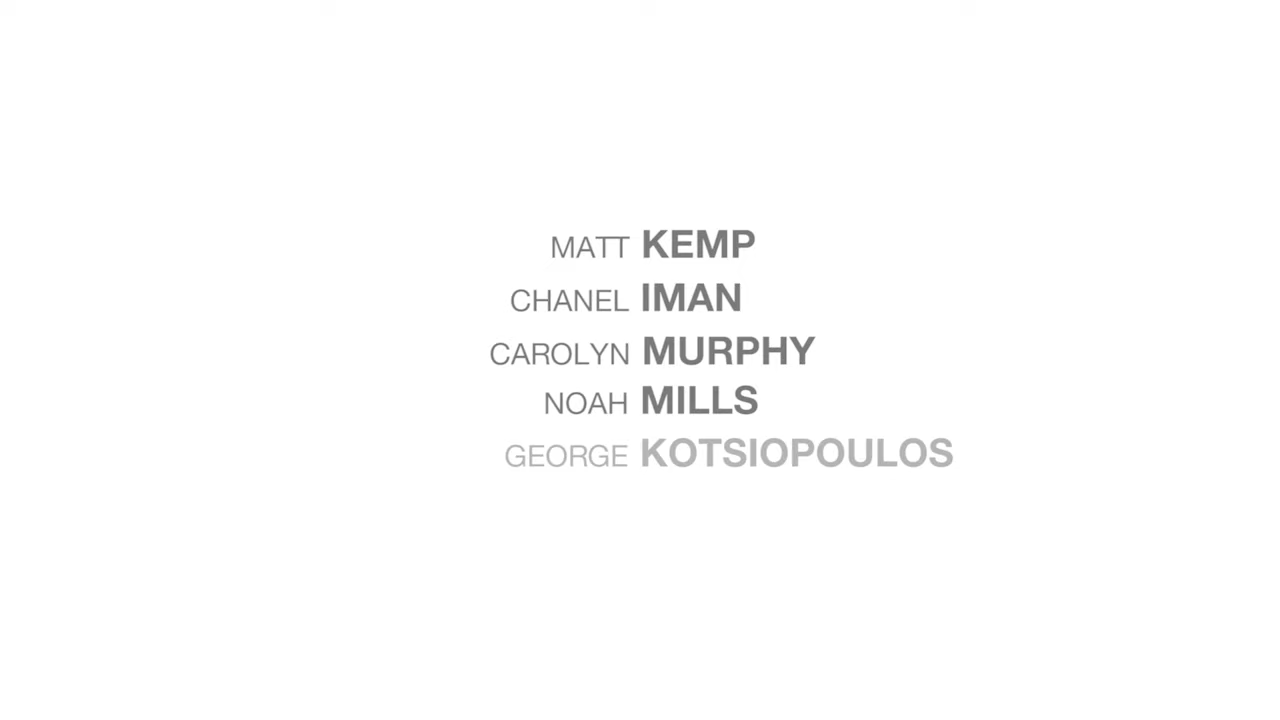 MATT KEMP
CHANEL IMAN
CAROLYN MURPHY
NOAH MILLS
GEORGE KOTSIOPOULOS